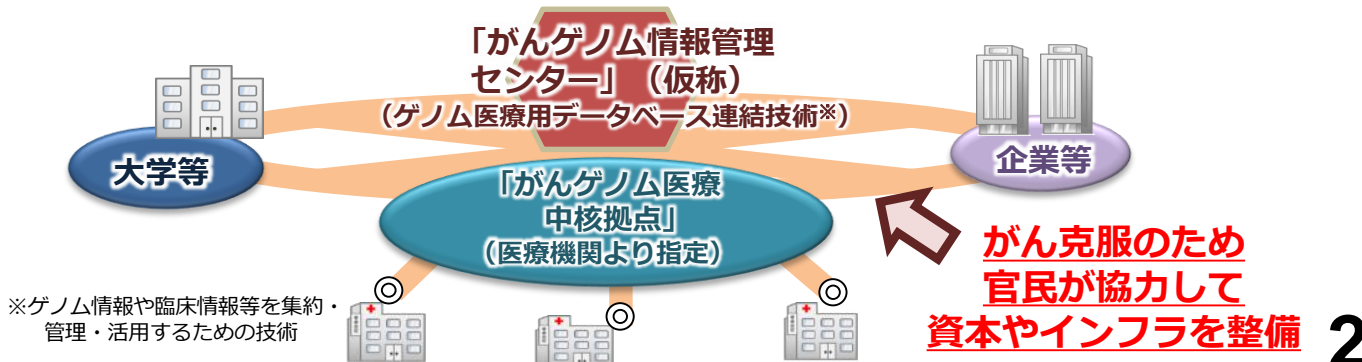 「がんゲノム情報管理
センター」（仮称）
（ゲノム医療用データベース連結技術※）
大学等
企業等
「がんゲノム医療
中核拠点」
（医療機関より指定）
がん克服のため
官民が協力して
資本やインフラを整備
◎
◎
◎
※ゲノム情報や臨床情報等を集約・
管理・活用するための技術
2